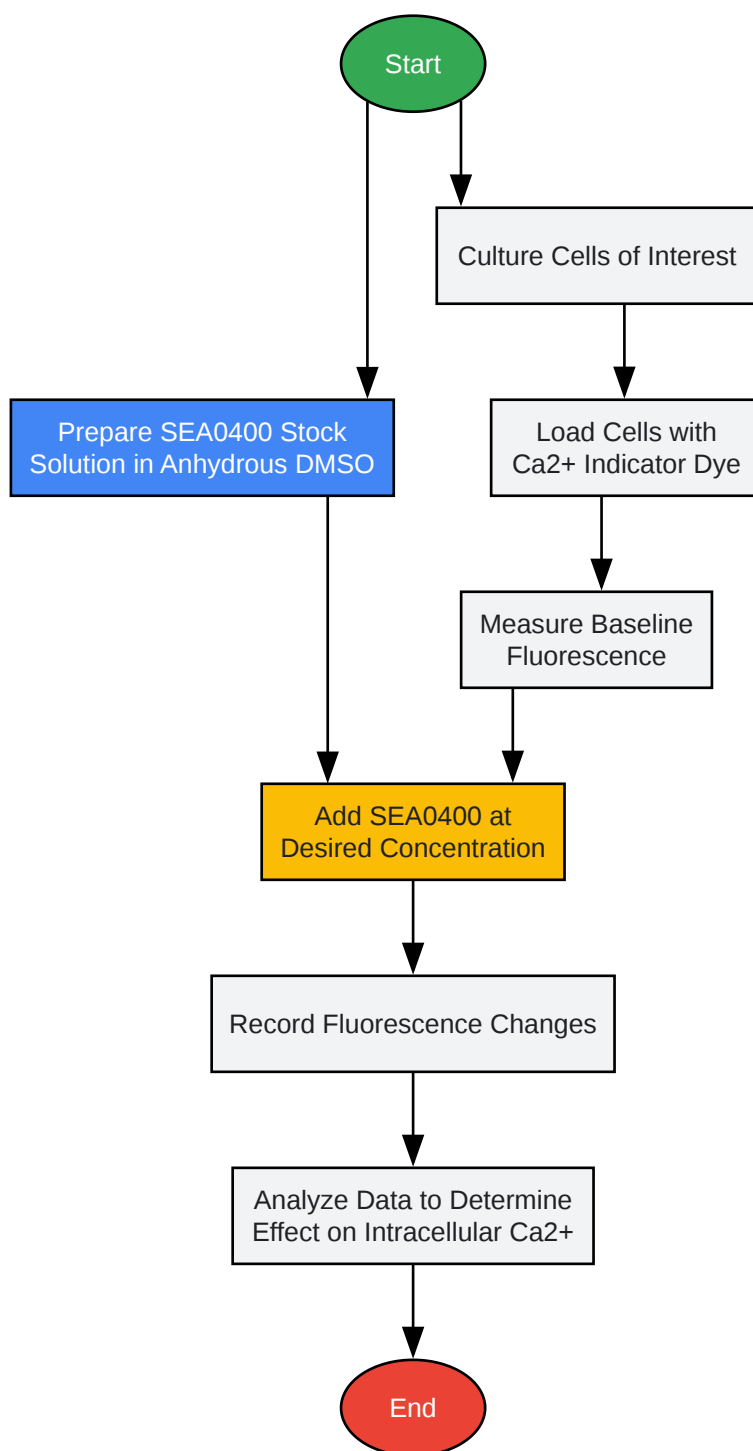 Start
Culture Cells of Interest
Prepare SEA0400 Stock
Solution in Anhydrous DMSO
Load Cells with
Ca2+ Indicator Dye
Measure Baseline
Fluorescence
Add SEA0400 at
Desired Concentration
Record Fluorescence Changes
Analyze Data to Determine
Effect on Intracellular Ca2+
End